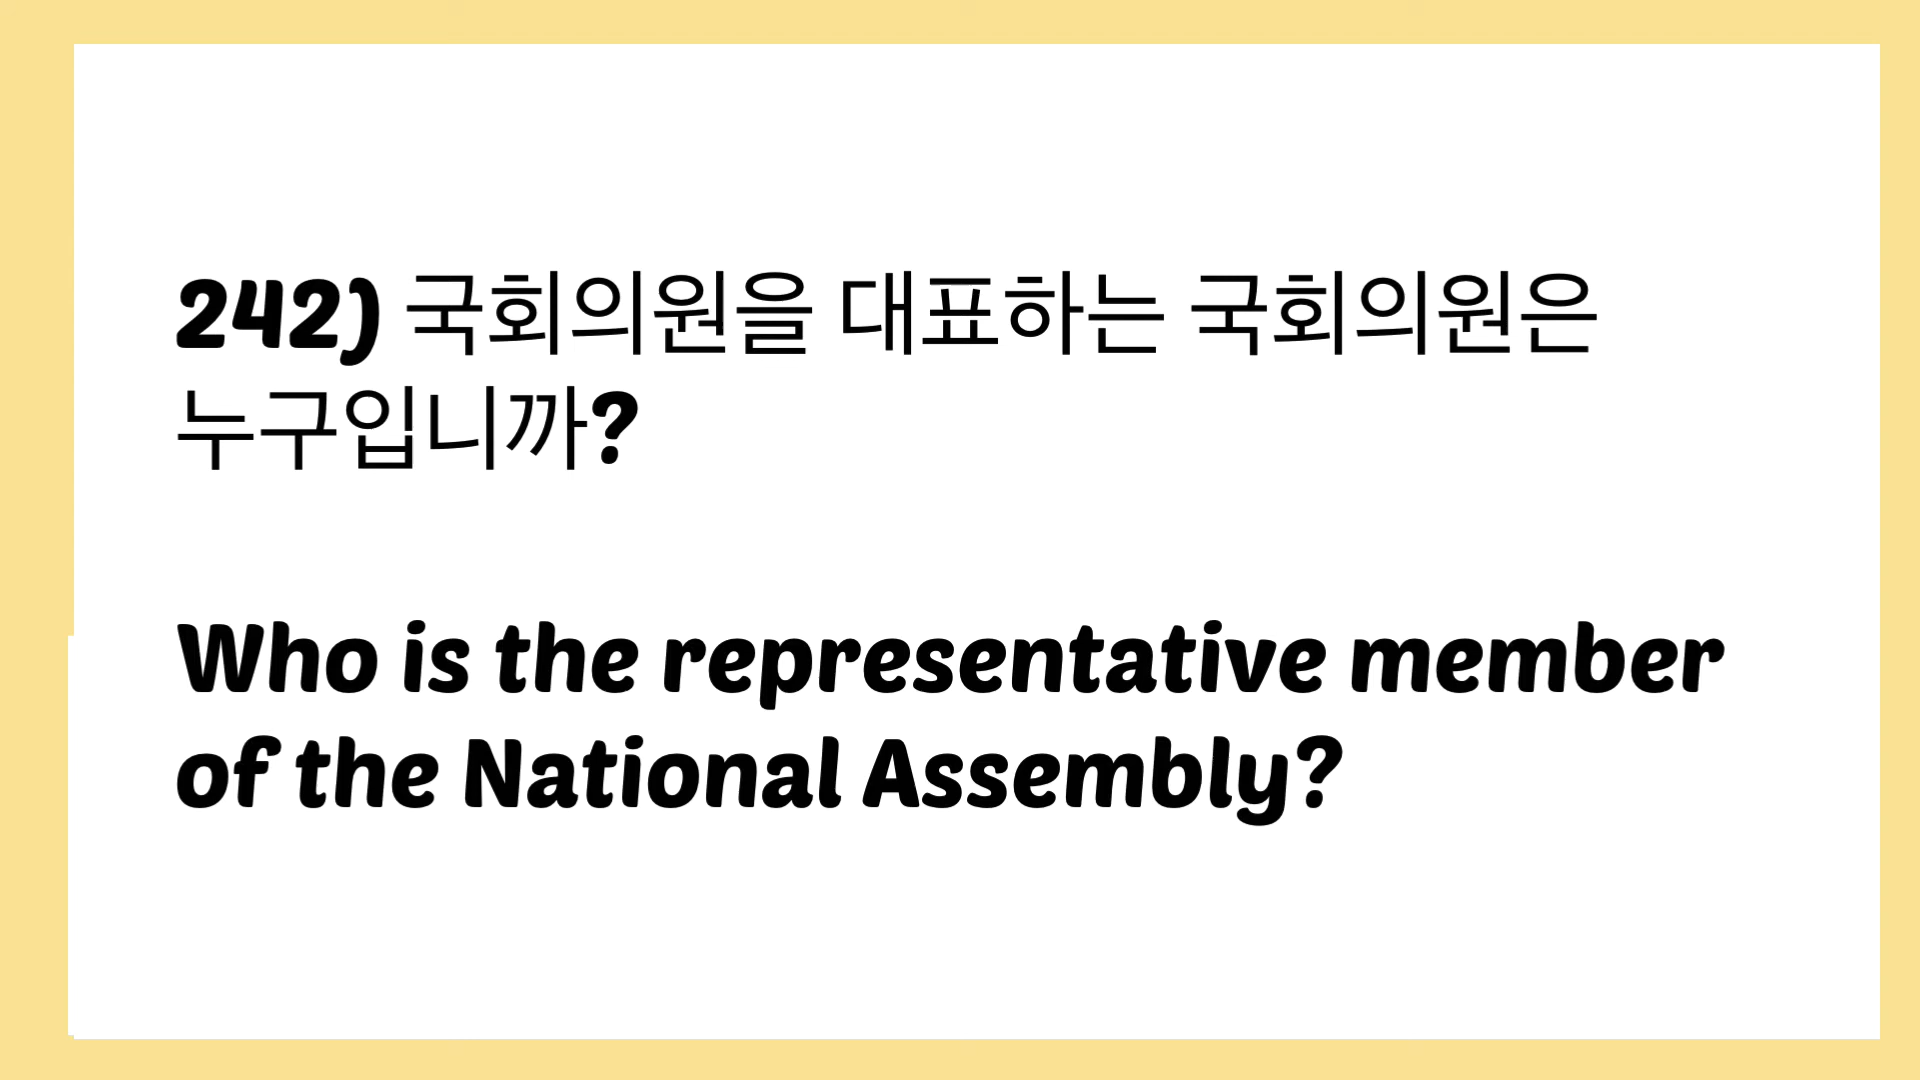 242) 국회의원을 대표하는 국회의원은
누구입니까?
Who is the representative member
of the National Assembly?